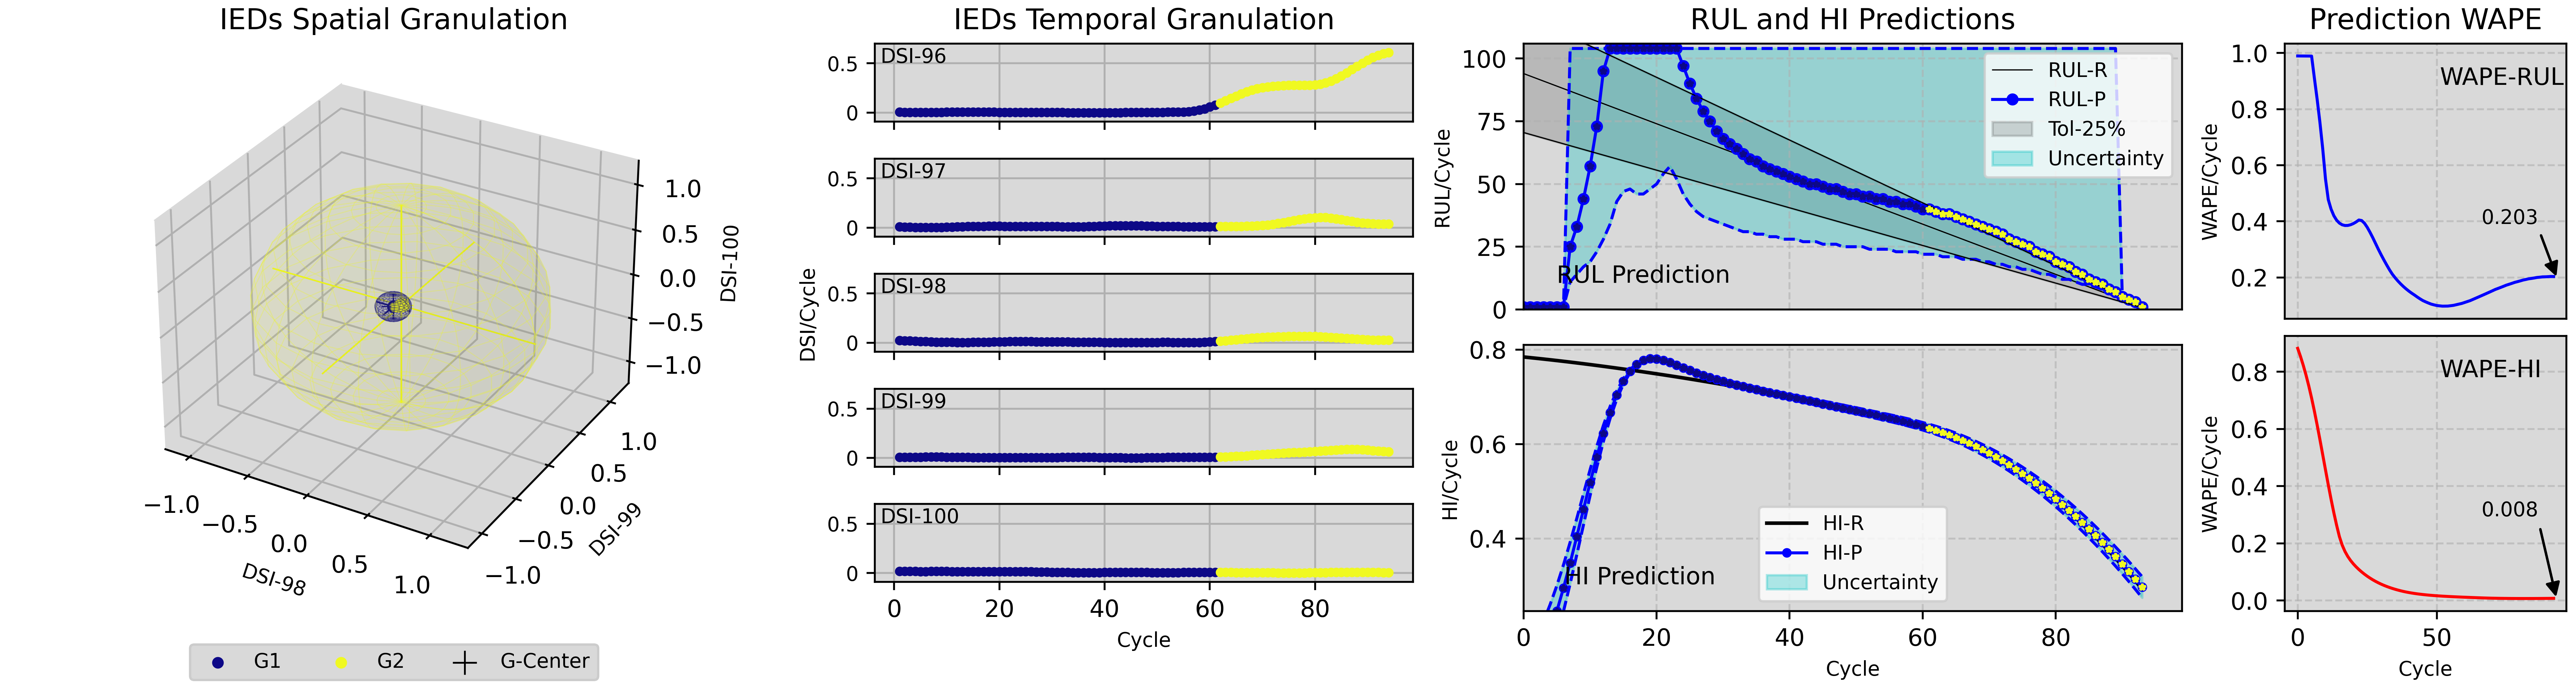 IEDs Spatial Granulation
1.0
0.5
0.0
−0.5
−1.0
DSI-100
1.0
0.5
0.0
−0.5
−1.0
DSI-99
−1.0
−0.5
0.0
0.5
1.0
DSI-98
G1 G2 G-Center
IEDs Temporal Granulation
DSI-96
0.5
0
DSI-97
0.5
0
DSI-98
0.5
0
DSI-99
0.5
0
DSI-100
0.5
0
DSI/Cycle
0 20 40 60 80
Cycle
RUL and HI Predictions
100
75
50
25
0
RUL/Cycle
RUL-R
RUL-P
Tol-25%
Uncertainty
RUL Prediction
0.8
0.6
0.4
HI/Cycle
HI-R
HI-P
Uncertainty
HI Prediction
0 20 40 60 80
Cycle
Prediction WAPE
1.0
0.8
0.6
0.4
0.2
WAPE/Cycle
WAPE-RUL
0.203
0.8
0.6
0.4
0.2
0.0
WAPE/Cycle
WAPE-HI
0.008
0 50
Cycle